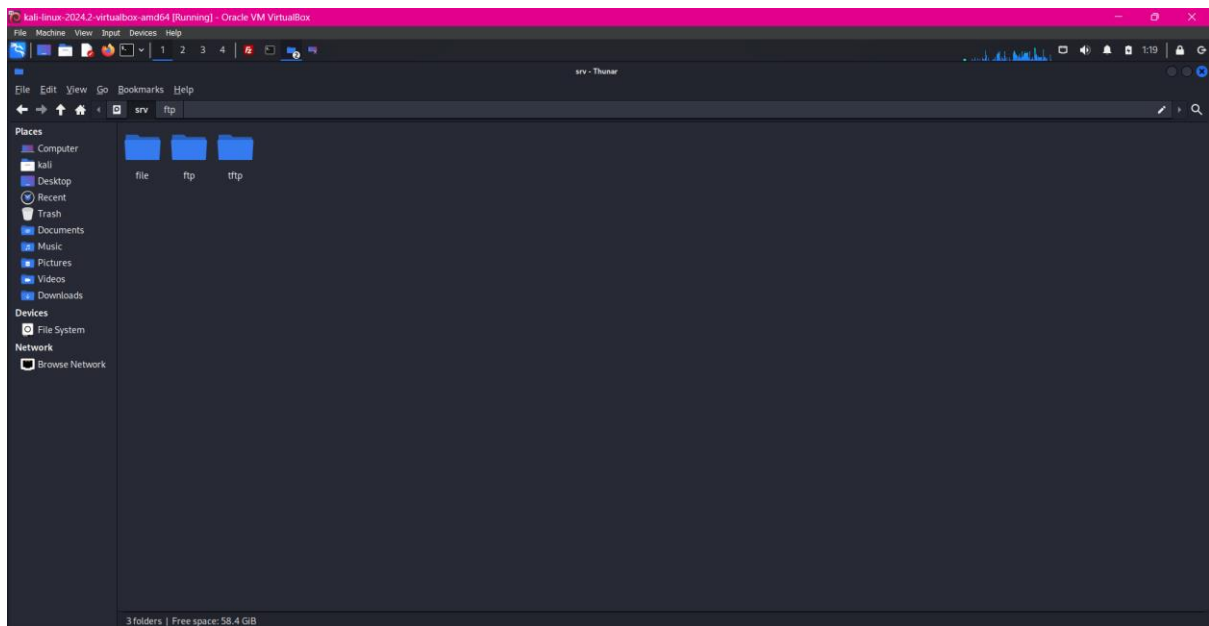 kali-linux-2024.2-virtualbox-amd64 [Running] - Oracle VM VirtualBox
File Machine View Input Devices Help
1 2 3 4
1:19
srv - Thunar
File Edit View Go Bookmarks Help
srv ftp
Places
Computer
kali
Desktop
Recent
Trash
Documents
Music
Pictures
Videos
Downloads
Devices
File System
Network
Browse Network
file ftp tftp
3 folders | Free space: 58.4 GiB